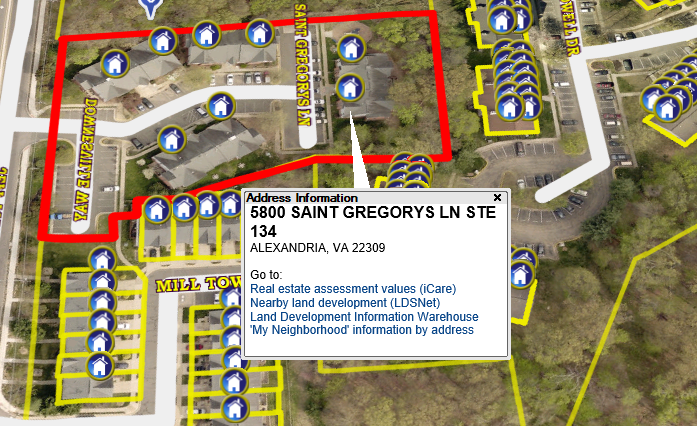 SAINT GREGORYS LN
WELL DR
DOWNESVILLE WAY
MILL TOW
Address Information
5800 SAINT GREGORYS LN STE
134
ALEXANDRIA, VA 22309
Go to:
Real estate assessment values (iCare)
Nearby land development (LDSNet)
Land Development Information Warehouse
'My Neighborhood' information by address